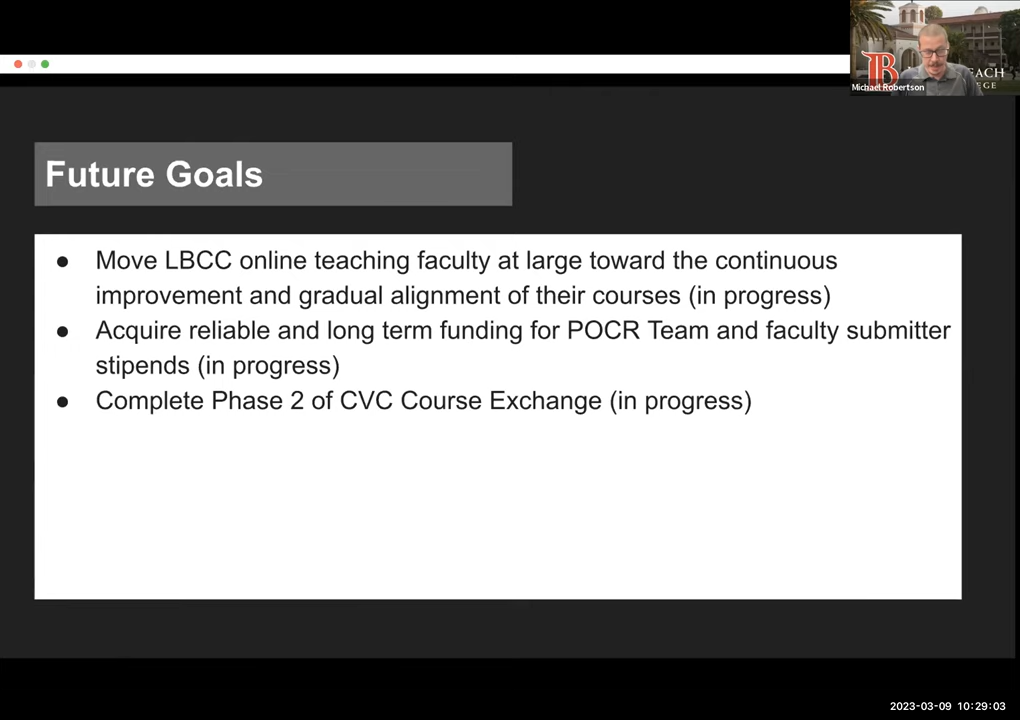 B
EACH
EGE
Michael Robertson
Future Goals
● Move LBCC online teaching faculty at large toward the continuous
improvement and gradual alignment of their courses (in progress)
● Acquire reliable and long term funding for POCR Team and faculty submitter
stipends (in progress)
● Complete Phase 2 of CVC Course Exchange (in progress)
2023-03-09 10:29:03